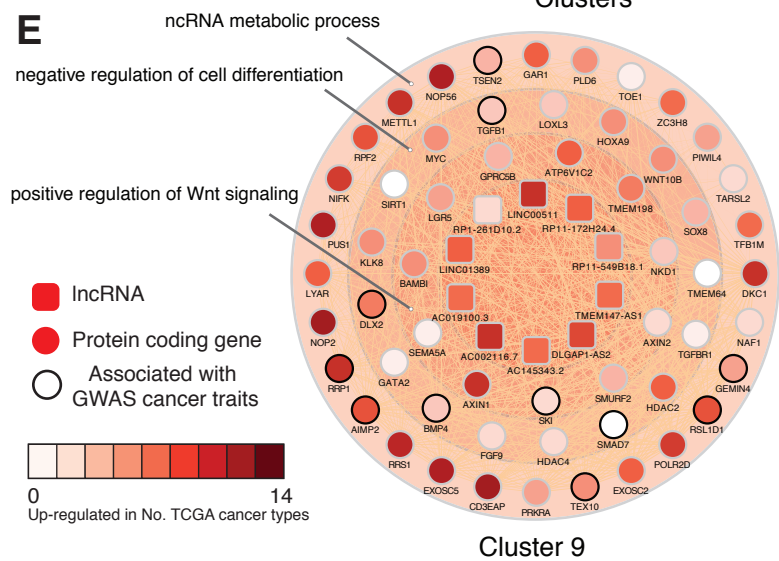 Clusters
E
ncRNA metabolic process
negative regulation of cell differentiation
positive regulation of Wnt signaling
lncRNA
Protein coding gene
Associated with
GWAS cancer traits
0
14
Up-regulated in No. TCGA cancer types
TSEN2
GAR1
PLD6
TOE1
NOP56
METTL1
ZC3H8
RPF2
PIWIL4
NIFK
TARSL2
PUS1
TFB1M
LYAR
DKC1
NOP2
NAF1
RRP1
GEMIN4
AIMP2
RSL1D1
RRS1
POLR2D
EXOSC5
EXOSC2
CD3EAP
PRKRA
TEX10
TGFB1
LOXL3
HOXA9
MYC
WNT10B
SIRT1
SOX8
KLK8
TMEM64
DLX2
TGFBR1
GATA2
HDAC2
BMP4
SMAD7
FGF9
HDAC4
GPRC5B
ATP6V1C2
TMEM198
LGR5
NKD1
BAMBI
AXIN2
SEMA5A
SMURF2
AXIN1
SKI
LINC00511
RP1-261D10.2
RP11-172H24.4
RP11-549B18.1
LINC01389
TMEM147-AS1
AC019100.3
DLGAP1-AS2
AC002116.7
AC145343.2
Cluster 9